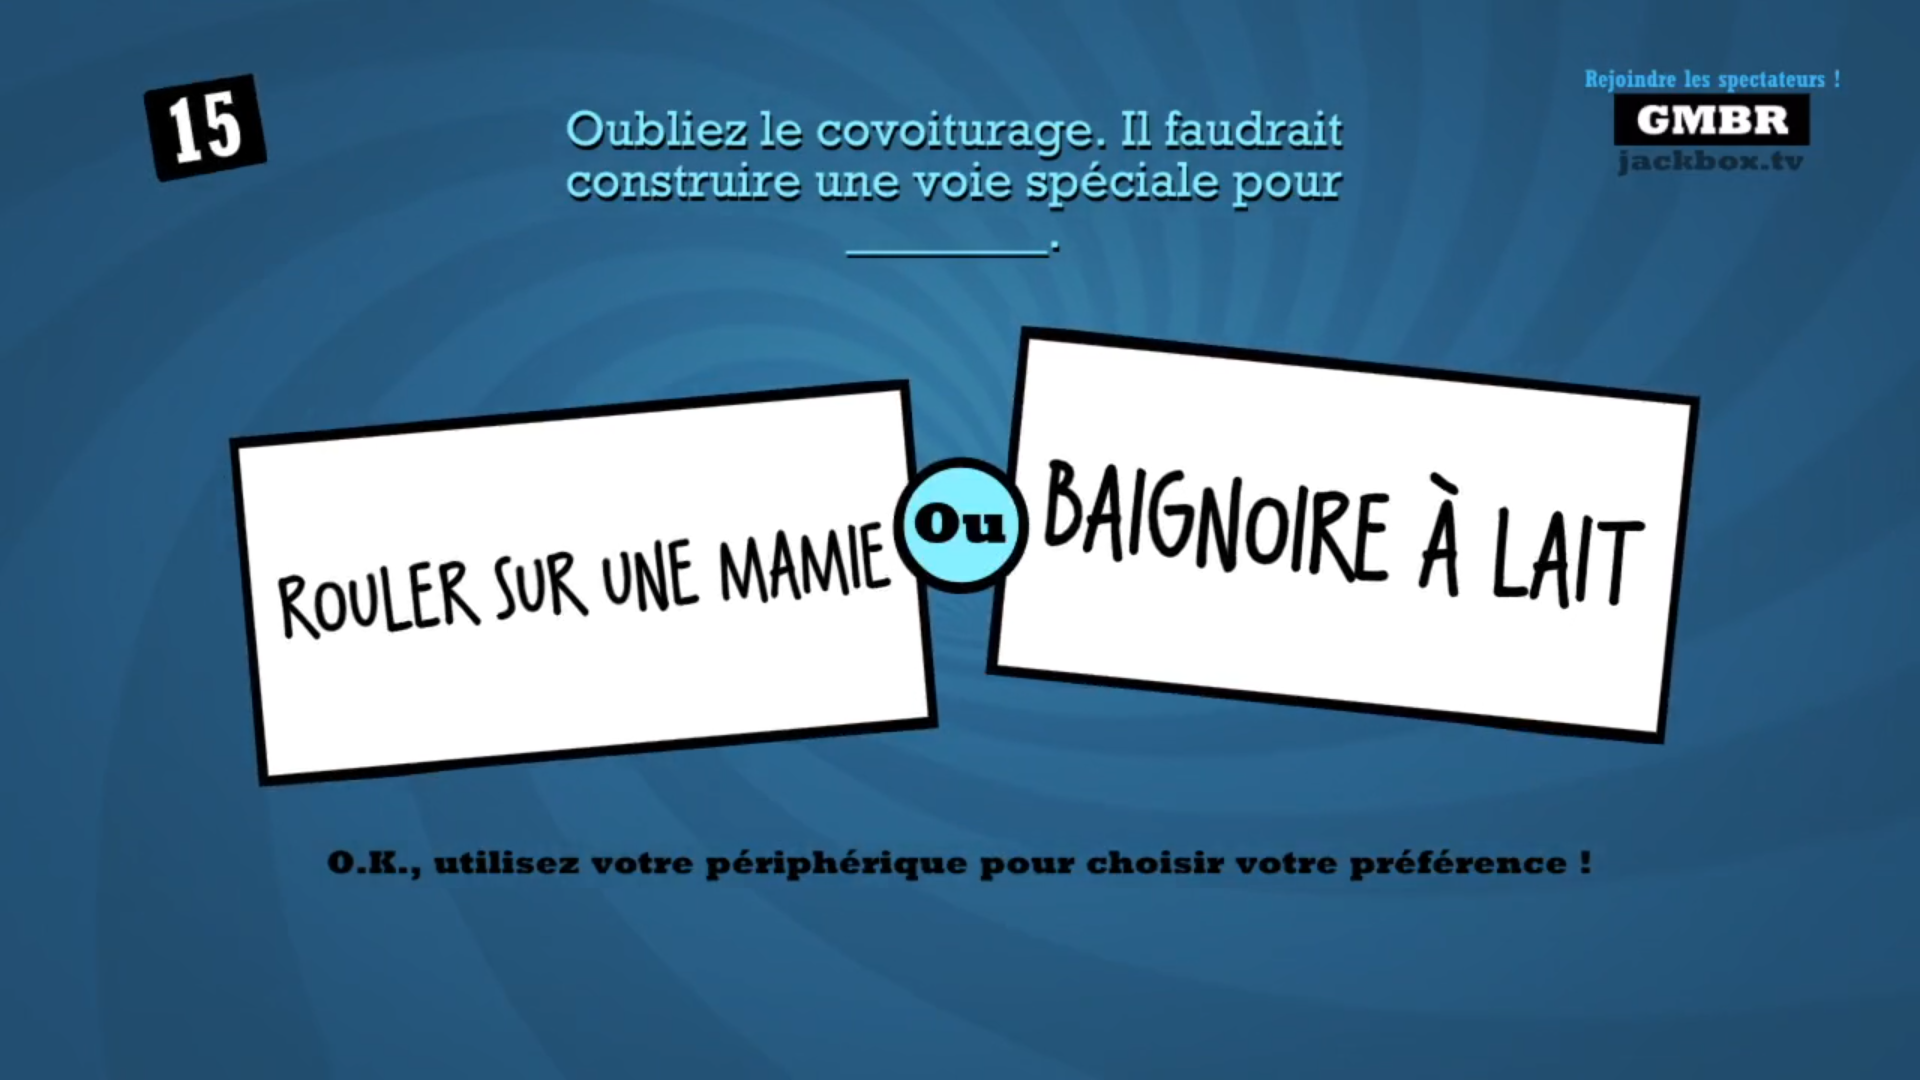 15
Rejoindre les spectateurs !
GMBR
jackbox.tv
Oubliez le covoiturage. Il faudrait
construire une voie spéciale pour
__________.
ROULER SUR UNE MAMIE
Ou
BAIGNOIRE À LAIT
O.K., utilisez votre périphérique pour choisir votre préférence !